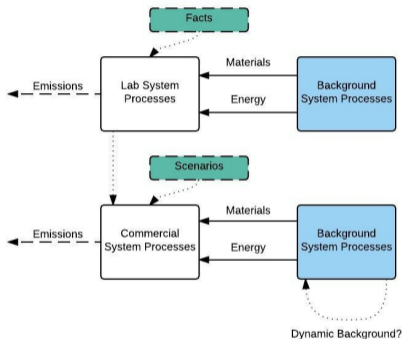 Facts
Materials
Emissions
Lab System
Processes
Background
System Processes
Energy
Scenarios
Materials
Emissions
Commercial
System Processes
Background
System Processes
Energy
Dynamic Background?